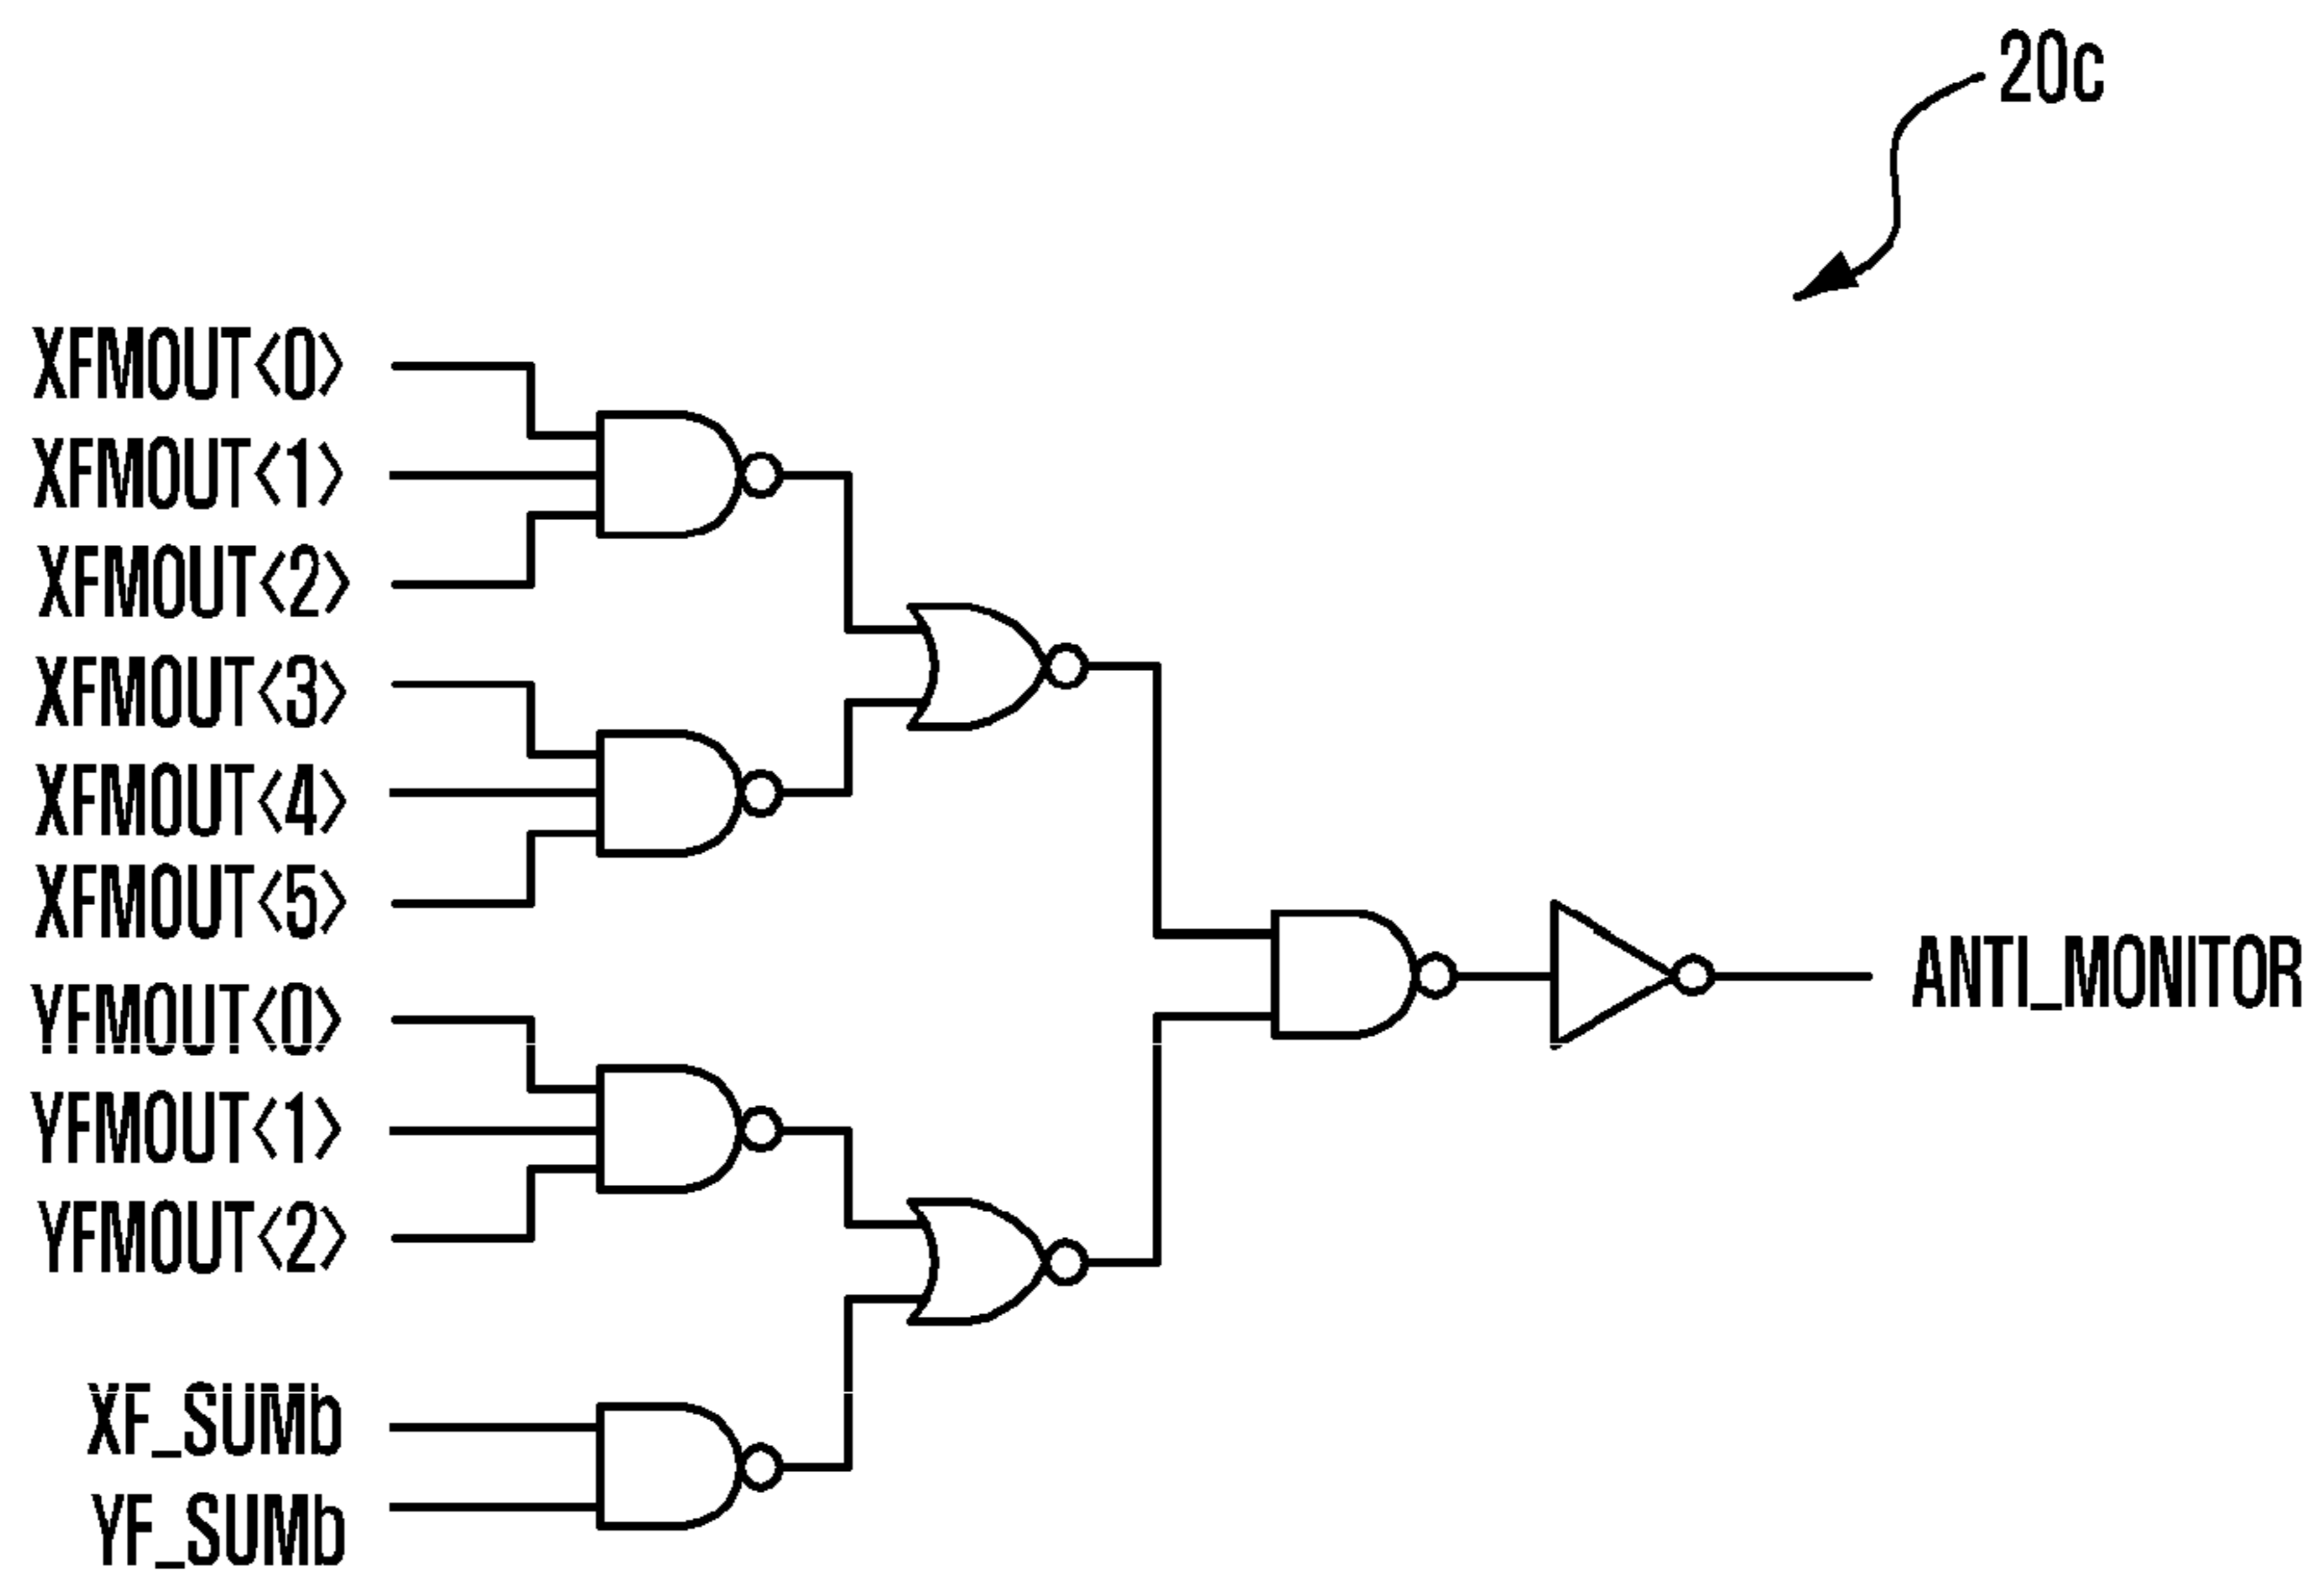 20c
XFMOUT<0>
XFMOUT<1>
XFMOUT<2>
XFMOUT<3>
XFMOUT<4>
XFMOUT<5>
ANTI_MONITOR
YFMOUT<0>
YFMOUT<1>
YFMOUT<2>
XF_SUMb
YF_SUMb